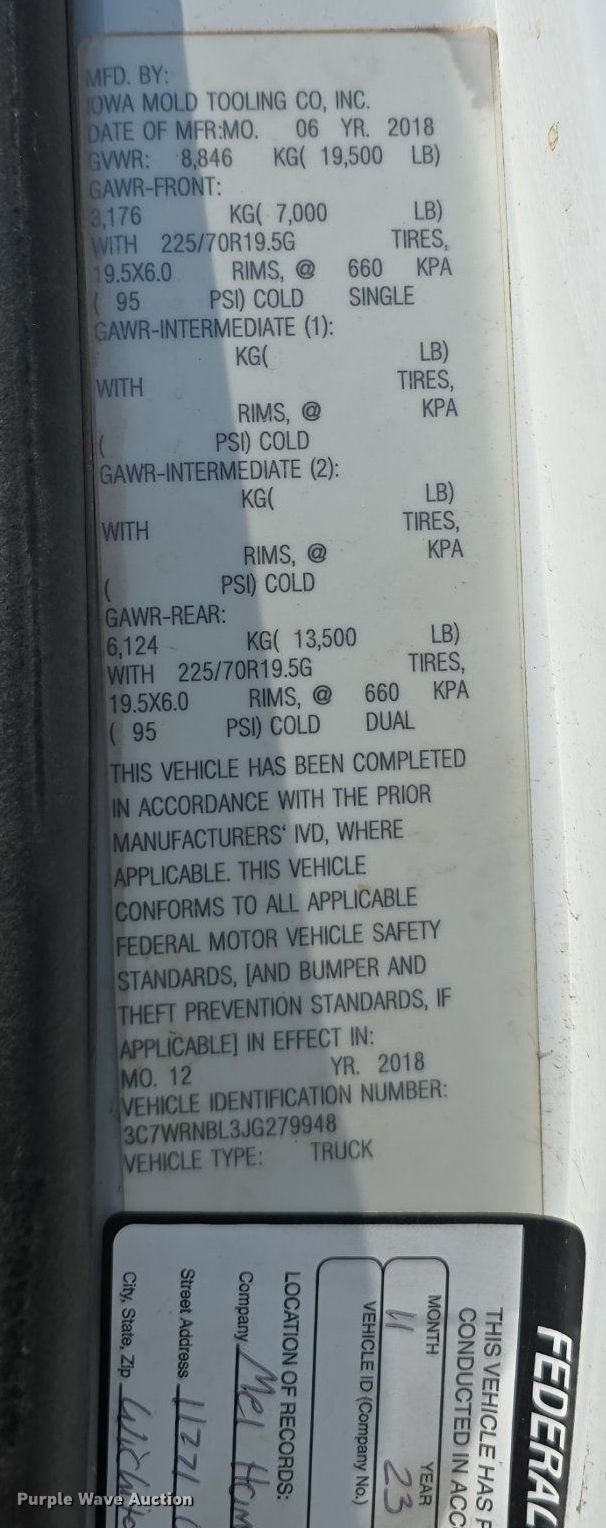 MFD. BY:
IOWA MOLD TOOLING CO, INC.
DATE OF MFR:MO. 06 YR. 2018
GVWR: 8,846 KG( 19,500 LB)
GAWR-FRONT:
3,176 KG( 7,000 LB)
WITH 225/70R19.5G TIRES,
19.5X6.0 RIMS, @ 660 KPA
( 95 PSI) COLD SINGLE
GAWR-INTERMEDIATE (1):
KG( LB)
WITH TIRES,
RIMS, @ KPA
( PSI) COLD
GAWR-INTERMEDIATE (2):
KG( LB)
WITH TIRES,
RIMS, @ KPA
( PSI) COLD
GAWR-REAR:
6,124 KG( 13,500 LB)
WITH 225/70R19.5G TIRES,
19.5X6.0 RIMS, @ 660 KPA
( 95 PSI) COLD DUAL
THIS VEHICLE HAS BEEN COMPLETED
IN ACCORDANCE WITH THE PRIOR
MANUFACTURERS' IVD, WHERE
APPLICABLE. THIS VEHICLE
CONFORMS TO ALL APPLICABLE
FEDERAL MOTOR VEHICLE SAFETY
STANDARDS, [AND BUMPER AND
THEFT PREVENTION STANDARDS, IF
APPLICABLE] IN EFFECT IN:
MO. 12 YR. 2018
VEHICLE IDENTIFICATION NUMBER:
3C7WRNBL3JG279948
VEHICLE TYPE: TRUCK
FEDERAL
THIS VEHICLE HAS
CONDUCTED IN ACC
MONTH YEAR
11 23
VEHICLE ID (Company No.)
LOCATION OF RECORDS:
Company Mel Ham
Street Address 11221
City, State, Zip
Purple Wave Auction